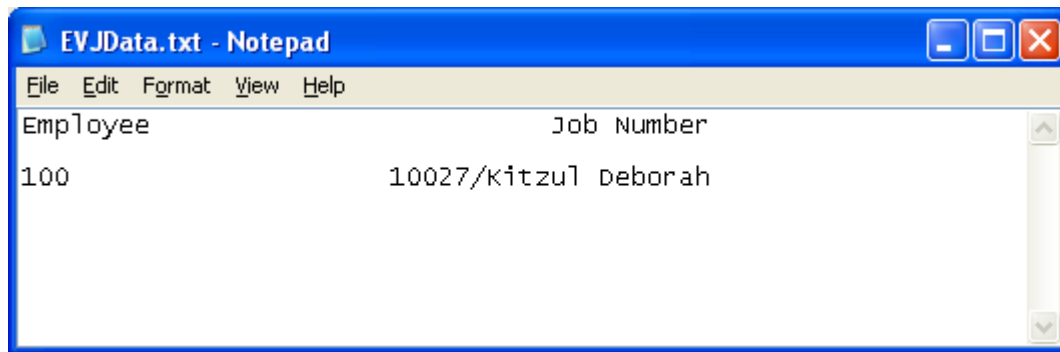 EVJData.txt - Notepad
File Edit Format View Help
Employee Job Number
100 10027/Kitzul Deborah